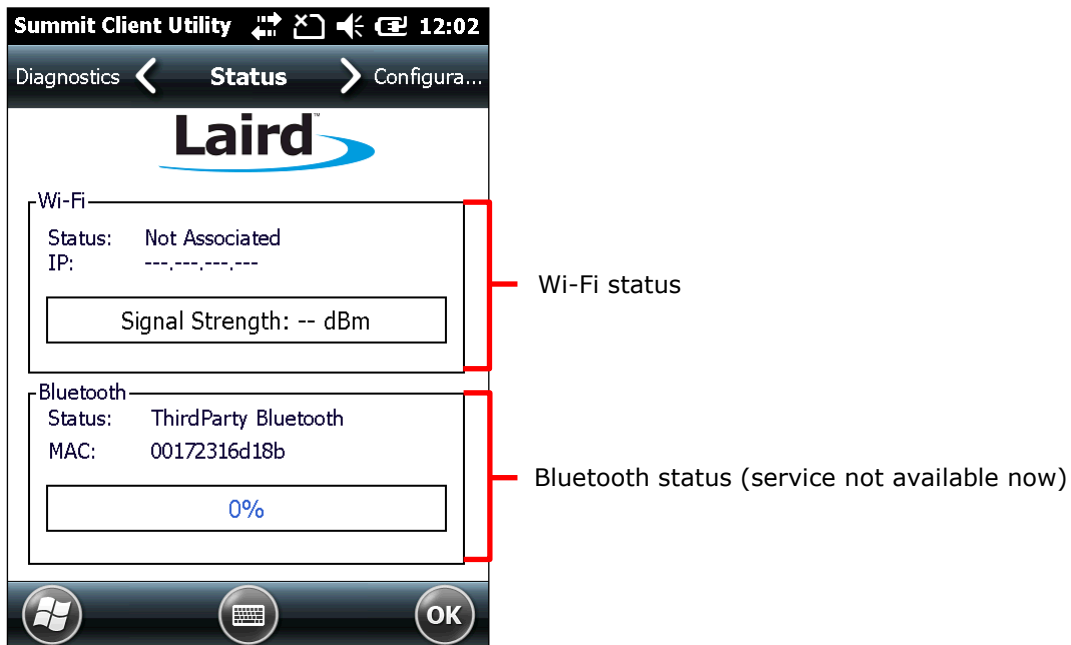 Summit Client Utility 12:02
Diagnostics Status Configura...
Laird™
Wi-Fi
Status: Not Associated
IP: ---.---.---.---
Signal Strength: -- dBm
Wi-Fi status
Bluetooth
Status: ThirdParty Bluetooth
MAC: 00172316d18b
0%
Bluetooth status (service not available now)
OK